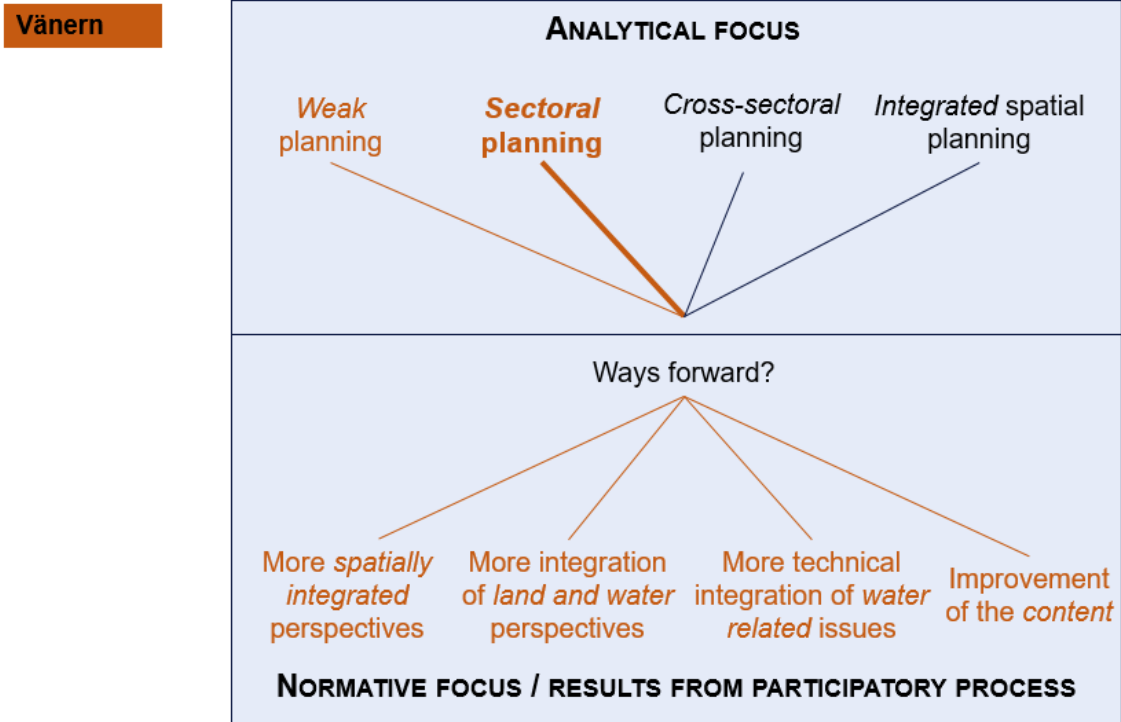 Vänern
ANALYTICAL FOCUS
Weak
planning
Sectoral
planning
Cross-sectoral
planning
Integrated spatial
planning
Ways forward?
More spatially
integrated
perspectives
More integration
of land and water
perspectives
More technical
integration of water
related issues
Improvement
of the content
NORMATIVE FOCUS / RESULTS FROM PARTICIPATORY PROCESS